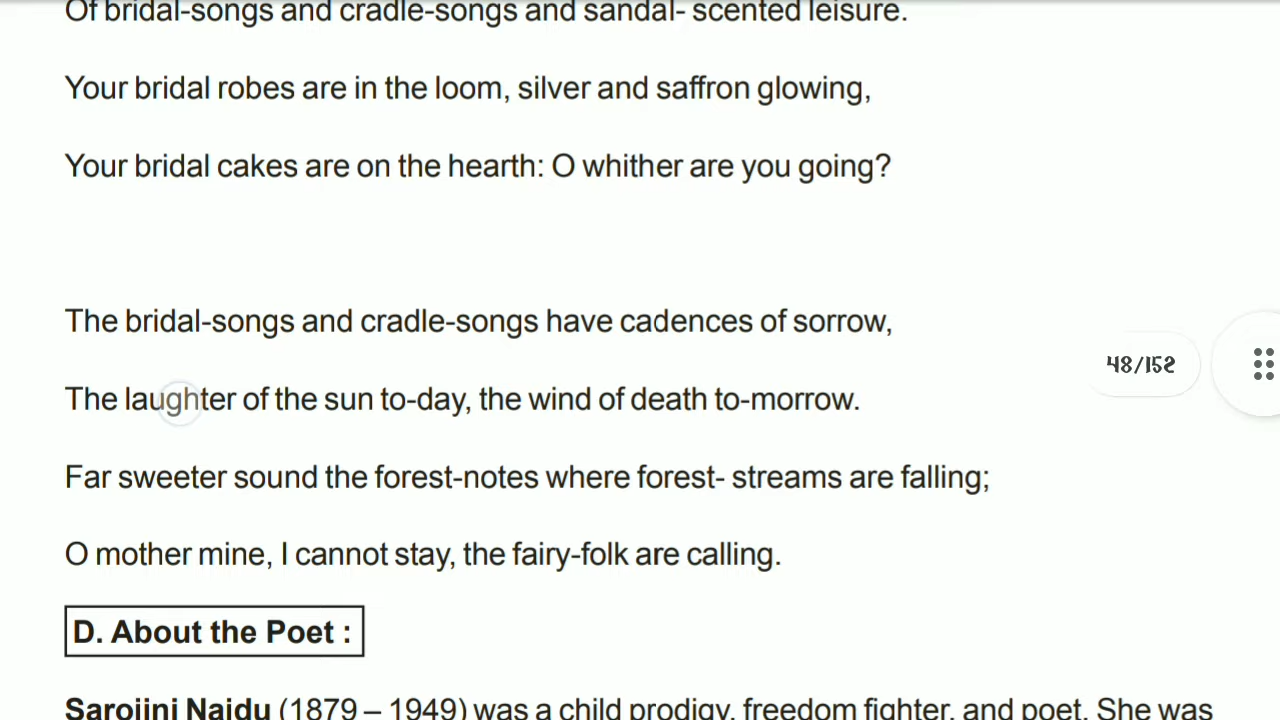 Of bridal-songs and cradle-songs and sandal- scented leisure.
Your bridal robes are in the loom, silver and saffron glowing,
Your bridal cakes are on the hearth: O whither are you going?
The bridal-songs and cradle-songs have cadences of sorrow,
The laughter of the sun to-day, the wind of death to-morrow.
48/152
Far sweeter sound the forest-notes where forest- streams are falling;
O mother mine, I cannot stay, the fairy-folk are calling.
D. About the Poet :
Sarojini Naidu (1879 – 1949) was a child prodigy, freedom fighter, and poet. She was